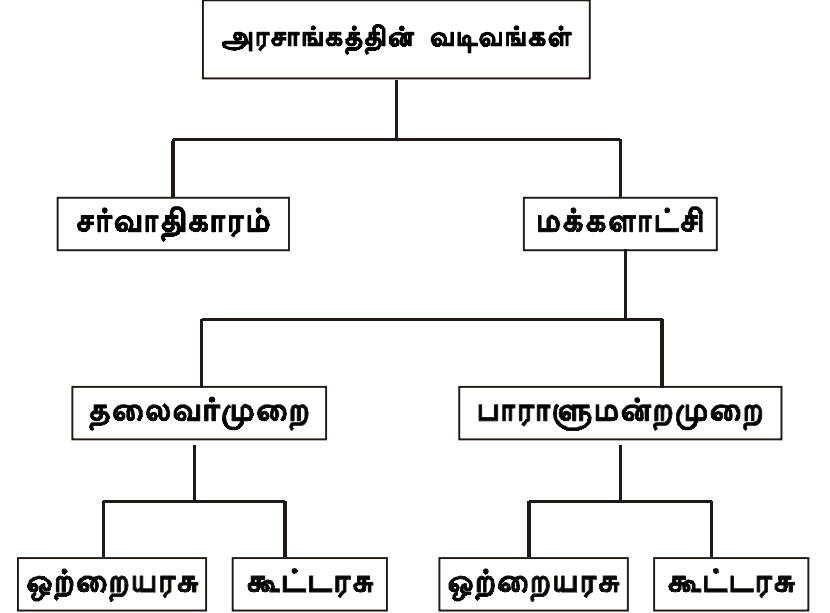 அரசாங்கத்தின் வடிவங்கள்
சர்வாதிகாரம்
மக்களாட்சி
தலைவர்முறை
பாராளுமன்றமுறை
ஒற்றையரசு
கூட்டரசு
ஒற்றையரசு
கூட்டரசு